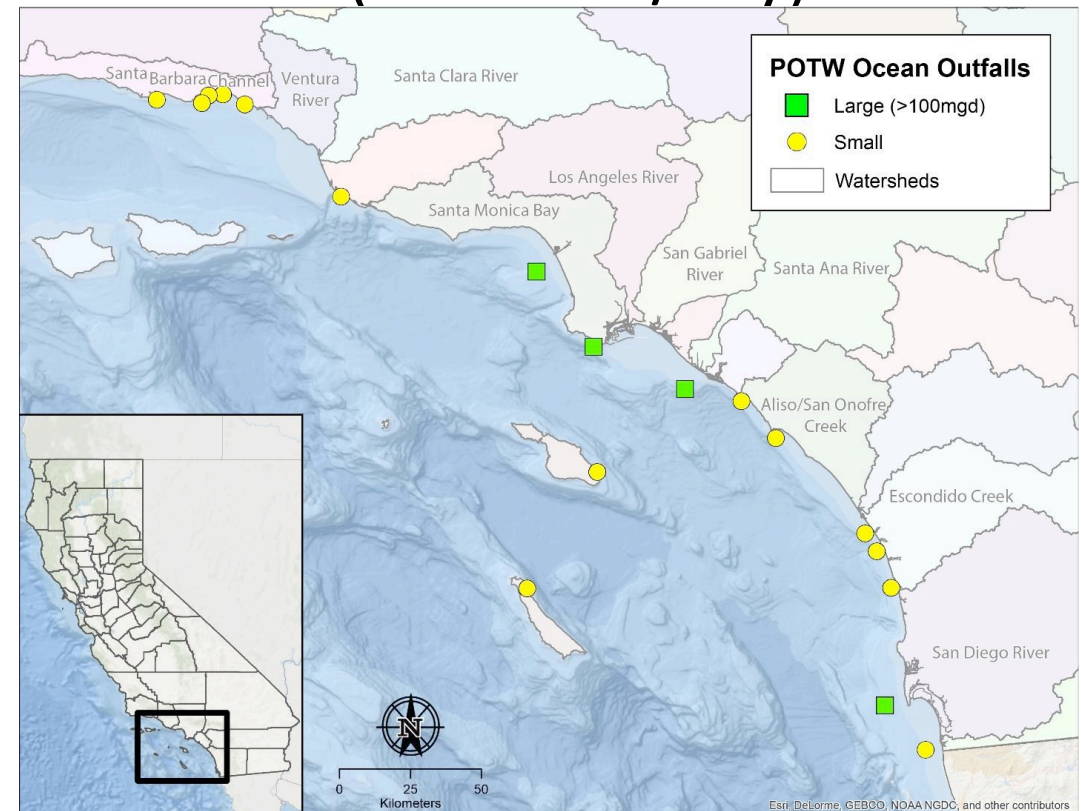 POTW Ocean Outfalls
Large (>100mgd)
Small
Watersheds
Santa Barbara Channel
Ventura
River
Santa Clara River
Los Angeles River
Santa Monica Bay
San Gabriel
River
Santa Ana River
Aliso/San Onofre
Creek
Escondido Creek
San Diego River
N
0 25 50
Kilometers
Esri, DeLorme, GEBCO, NOAA NGDC, and other contributors